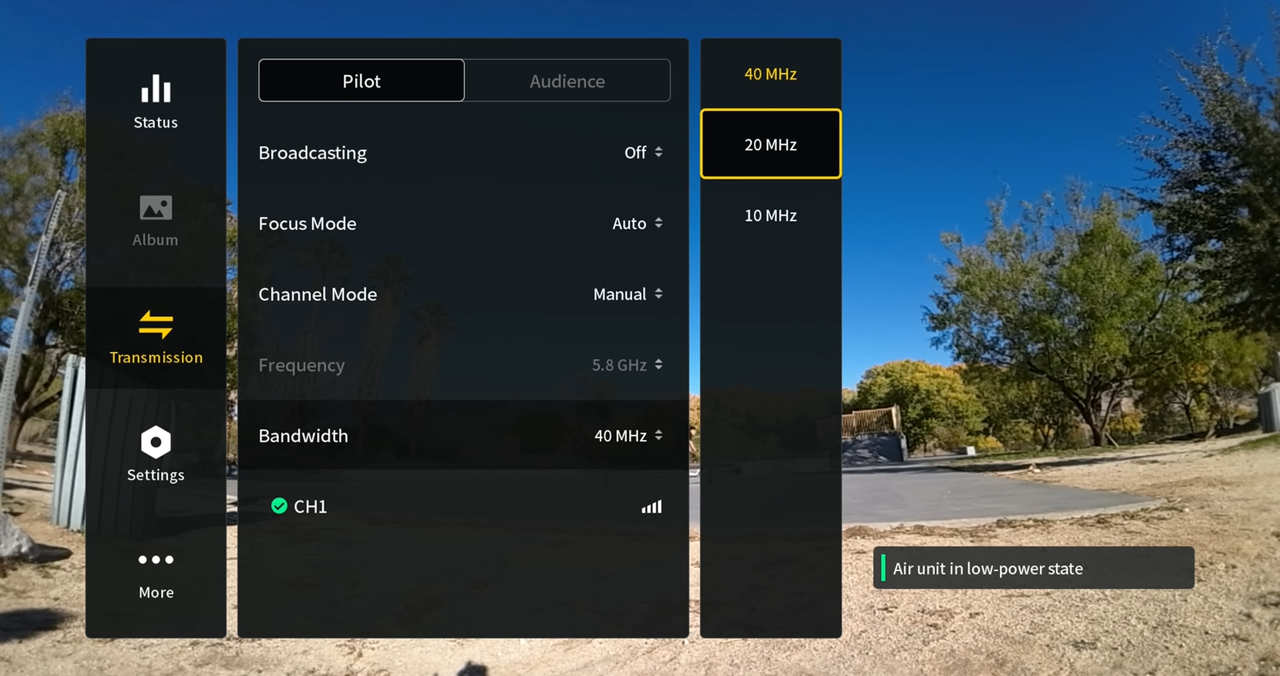 Status
Album
Transmission
Settings
More
Pilot
Audience
Broadcasting Off
Focus Mode Auto
Channel Mode Manual
Frequency 5.8 GHz
Bandwidth 40 MHz
CH1
40 MHz
20 MHz
10 MHz
Air unit in low-power state